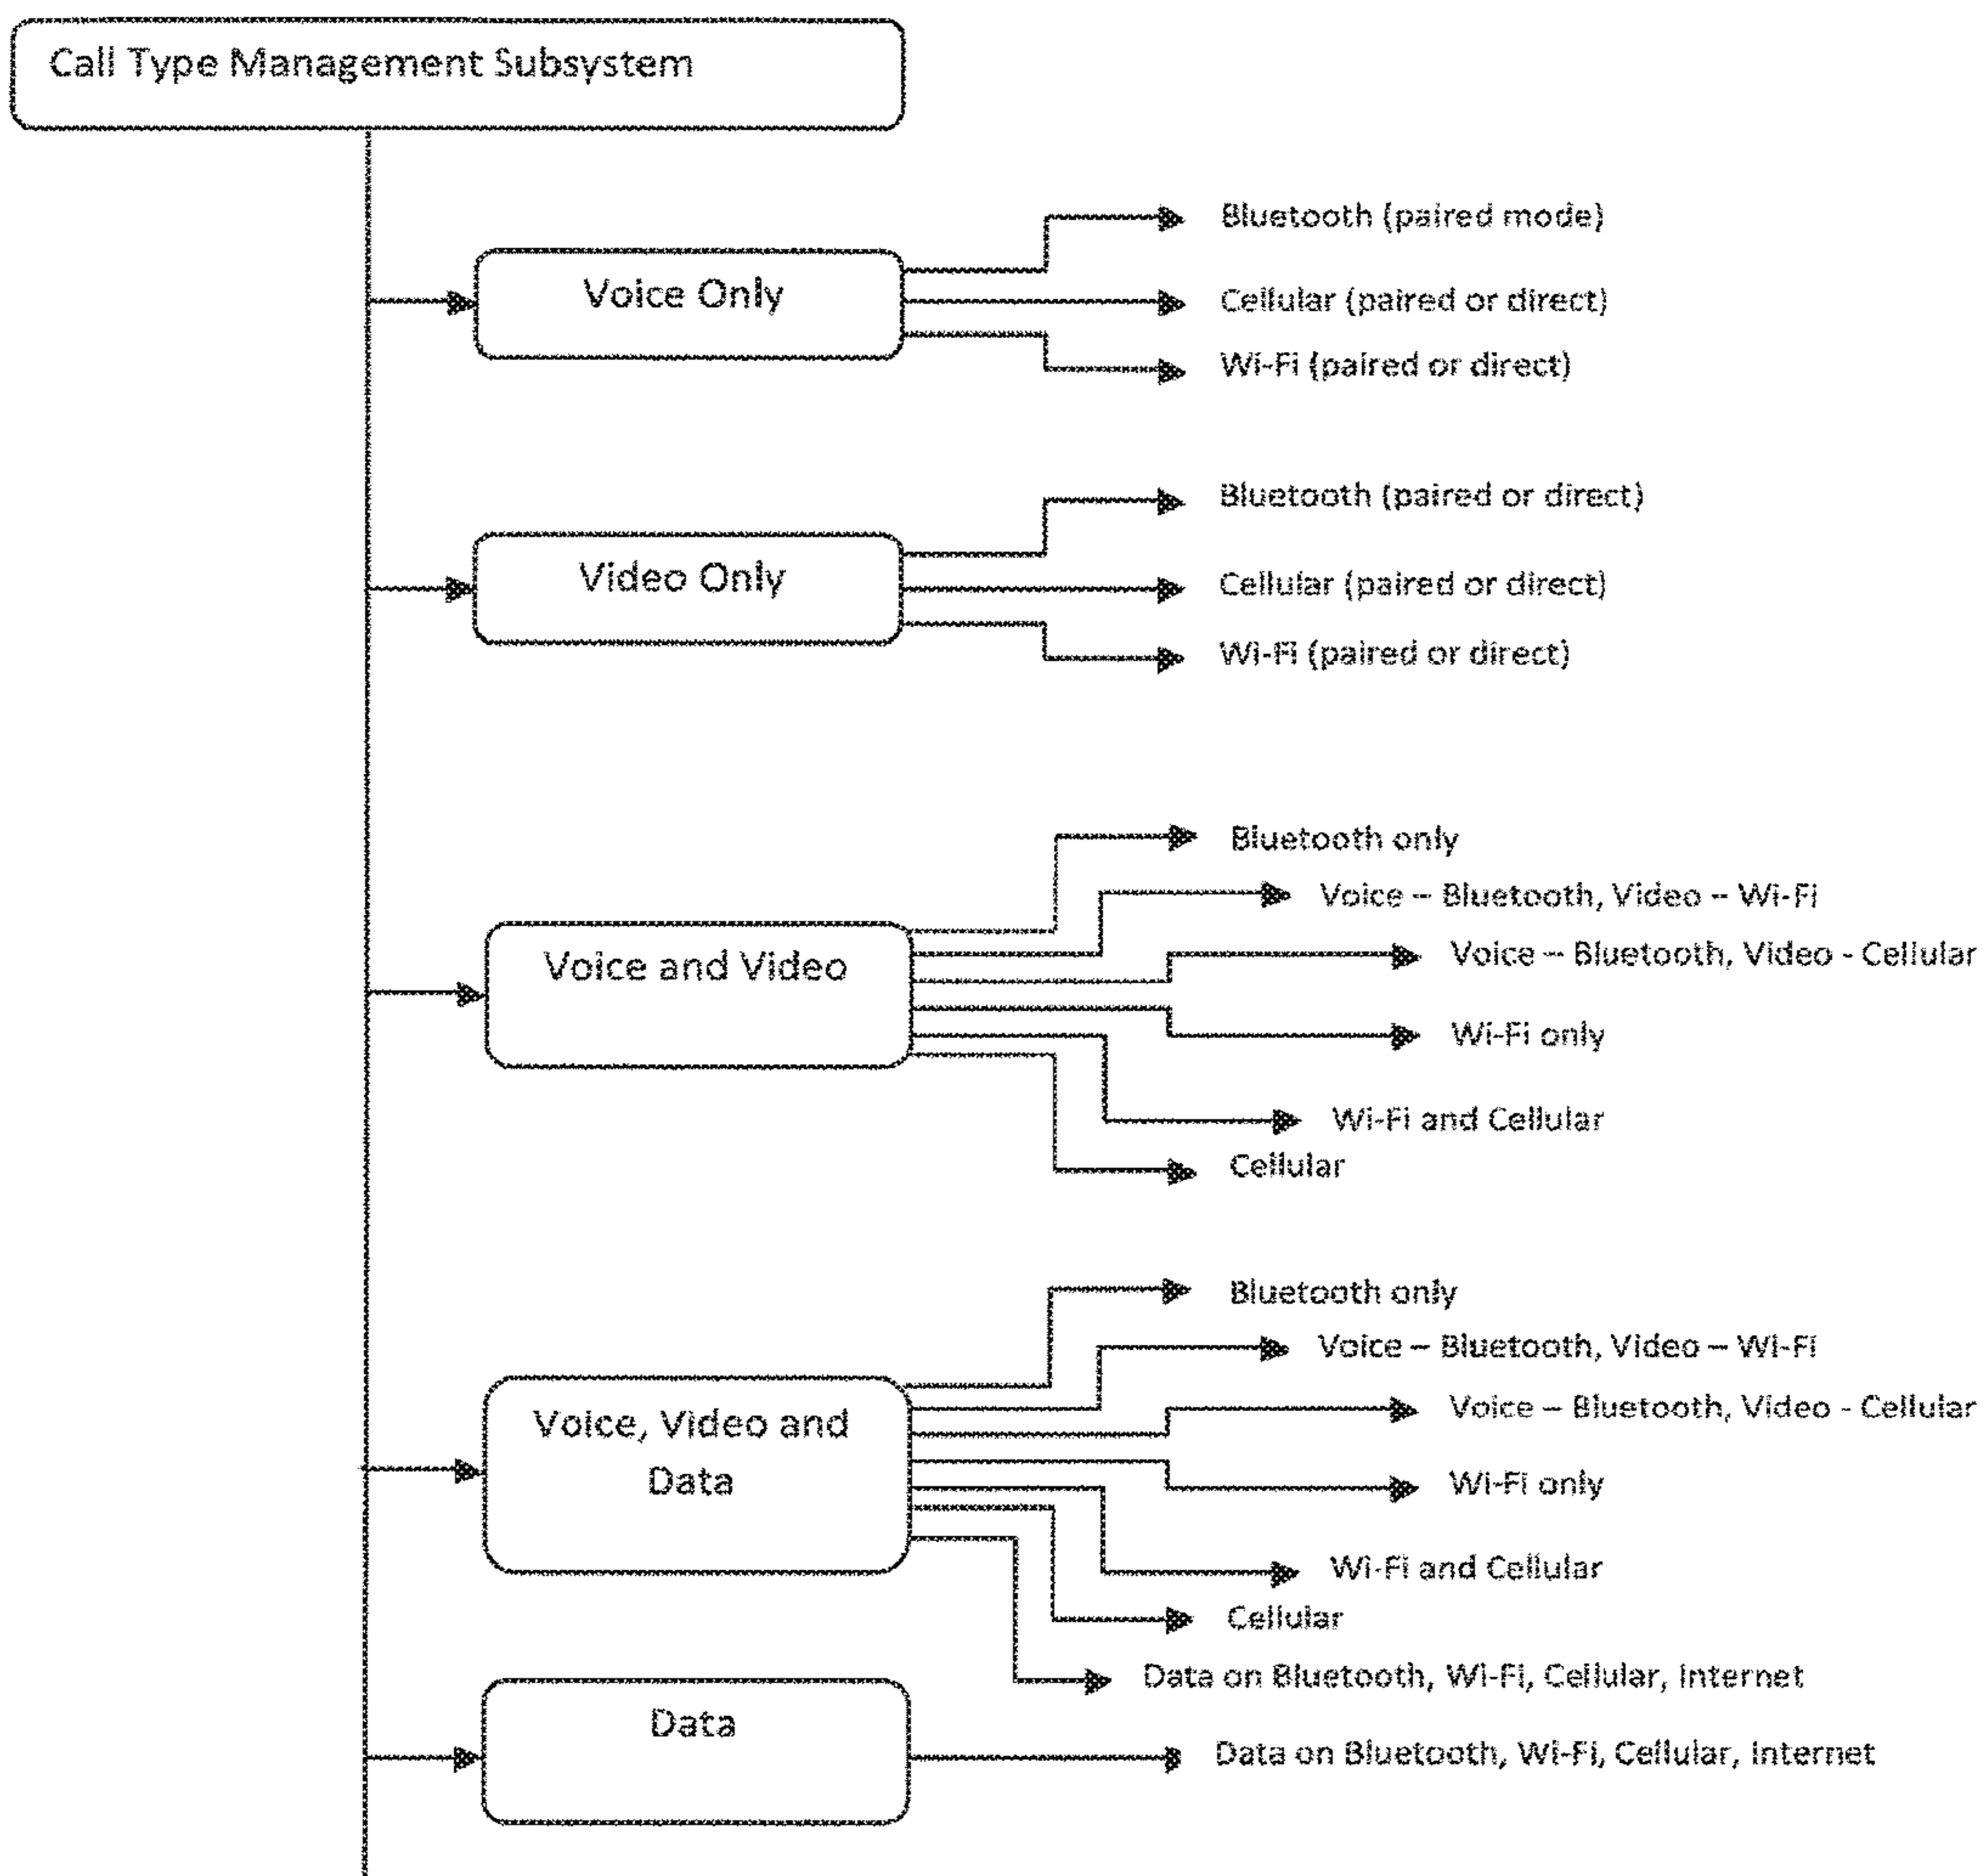 Call Type Management Subsystem
Voice Only
Bluetooth (paired mode)
Cellular (paired or direct)
Wi-Fi (paired or direct)
Video Only
Bluetooth (paired or direct)
Cellular (paired or direct)
Wi-Fi (paired or direct)
Voice and Video
Bluetooth only
Voice – Bluetooth, Video – Wi-Fi
Voice – Bluetooth, Video - Cellular
Wi-Fi only
Wi-Fi and Cellular
Cellular
Voice, Video and
Data
Bluetooth only
Voice – Bluetooth, Video – Wi-Fi
Voice – Bluetooth, Video - Cellular
Wi-Fi only
Wi-Fi and Cellular
Cellular
Data on Bluetooth, Wi-Fi, Cellular, Internet
Data
Data on Bluetooth, Wi-Fi, Cellular, Internet